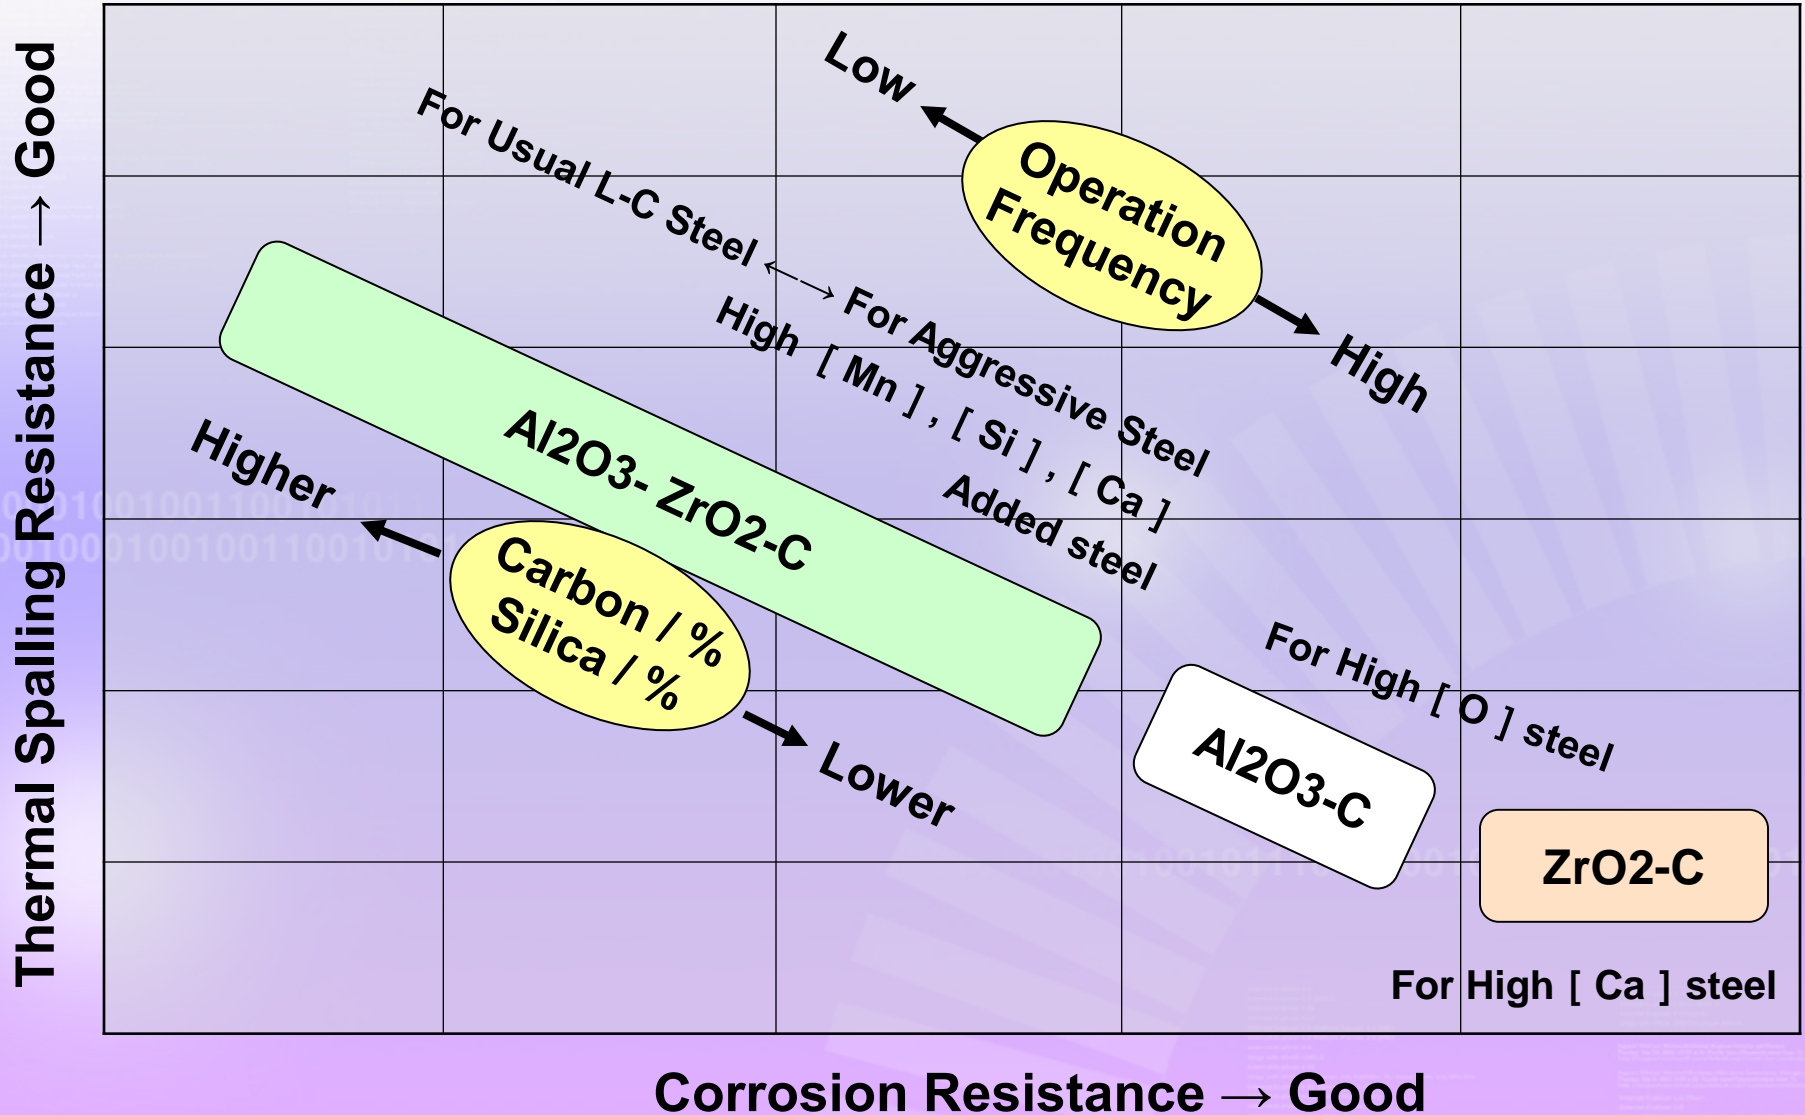 Thermal Spalling Resistance → Good
Low
Operation
Frequency
High
For Usual L-C Steel ←→ For Aggressive Steel
High [ Mn ] , [ Si ] , [ Ca ]
Added steel
Al2O3- ZrO2-C
Higher
Carbon / %
Silica / %
Lower
For High [ O ] steel
Al2O3-C
ZrO2-C
For High [ Ca ] steel
Corrosion Resistance → Good